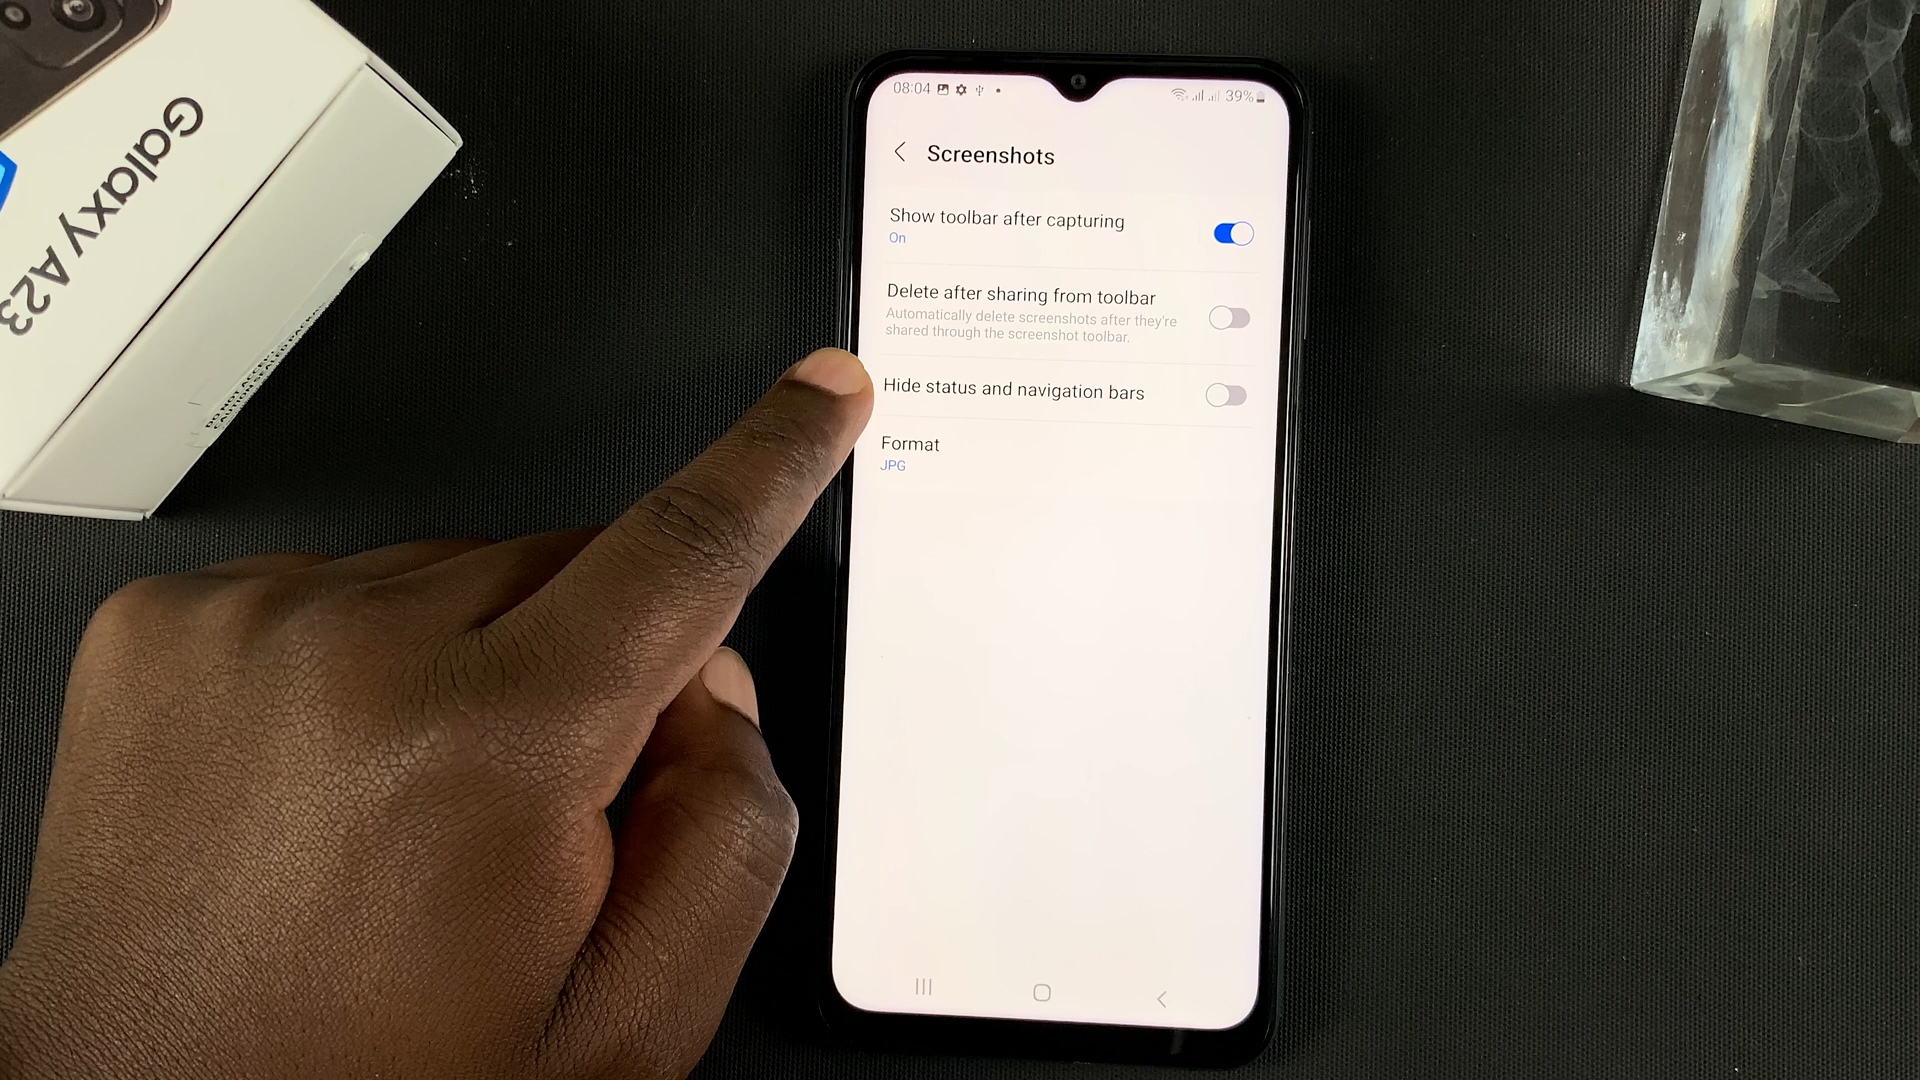 Galaxy A23
08:04
39%
Screenshots
Show toolbar after capturing
On
Delete after sharing from toolbar
Automatically delete screenshots after they're
shared through the screenshot toolbar.
Hide status and navigation bars
Format
JPG